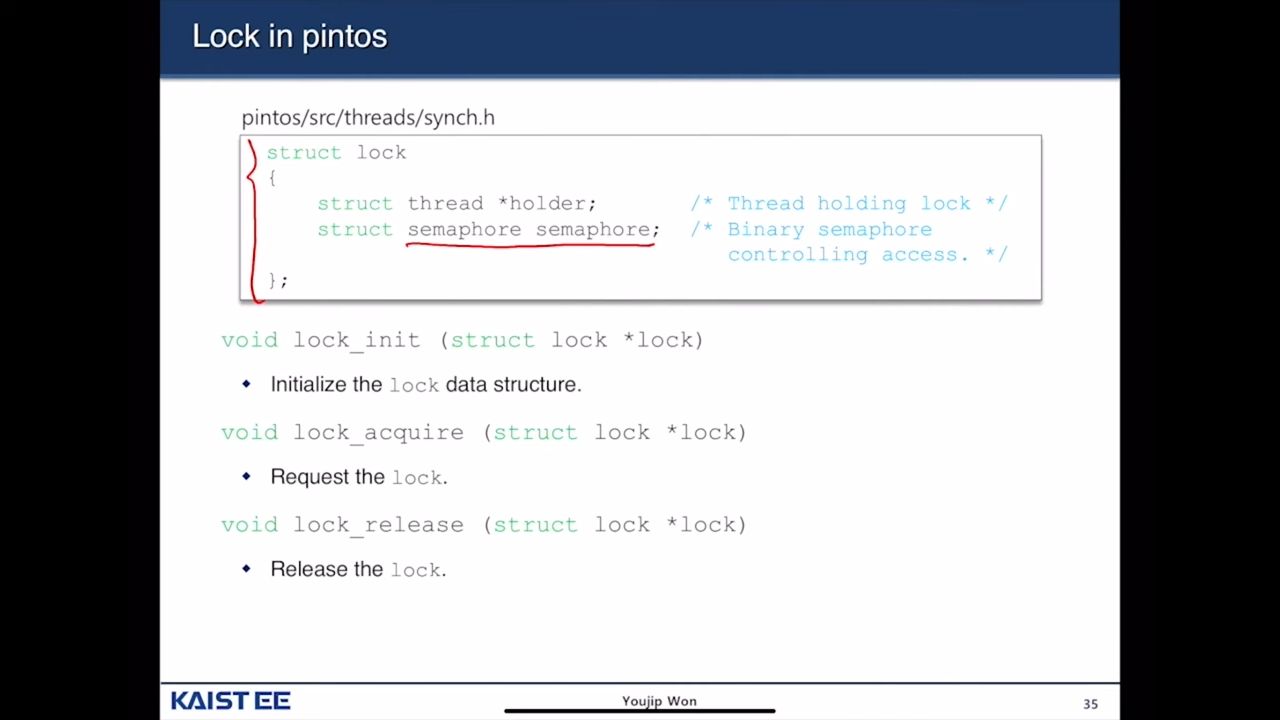 Lock in pintos
pintos/src/threads/synch.h
struct lock
{
struct thread *holder; /* Thread holding lock */
struct semaphore semaphore; /* Binary semaphore
controlling access. */
};
void lock_init (struct lock *lock)
◆ Initialize the lock data structure.
void lock_acquire (struct lock *lock)
◆ Request the lock.
void lock_release (struct lock *lock)
◆ Release the lock.
KAIST EE
Youjip Won
35